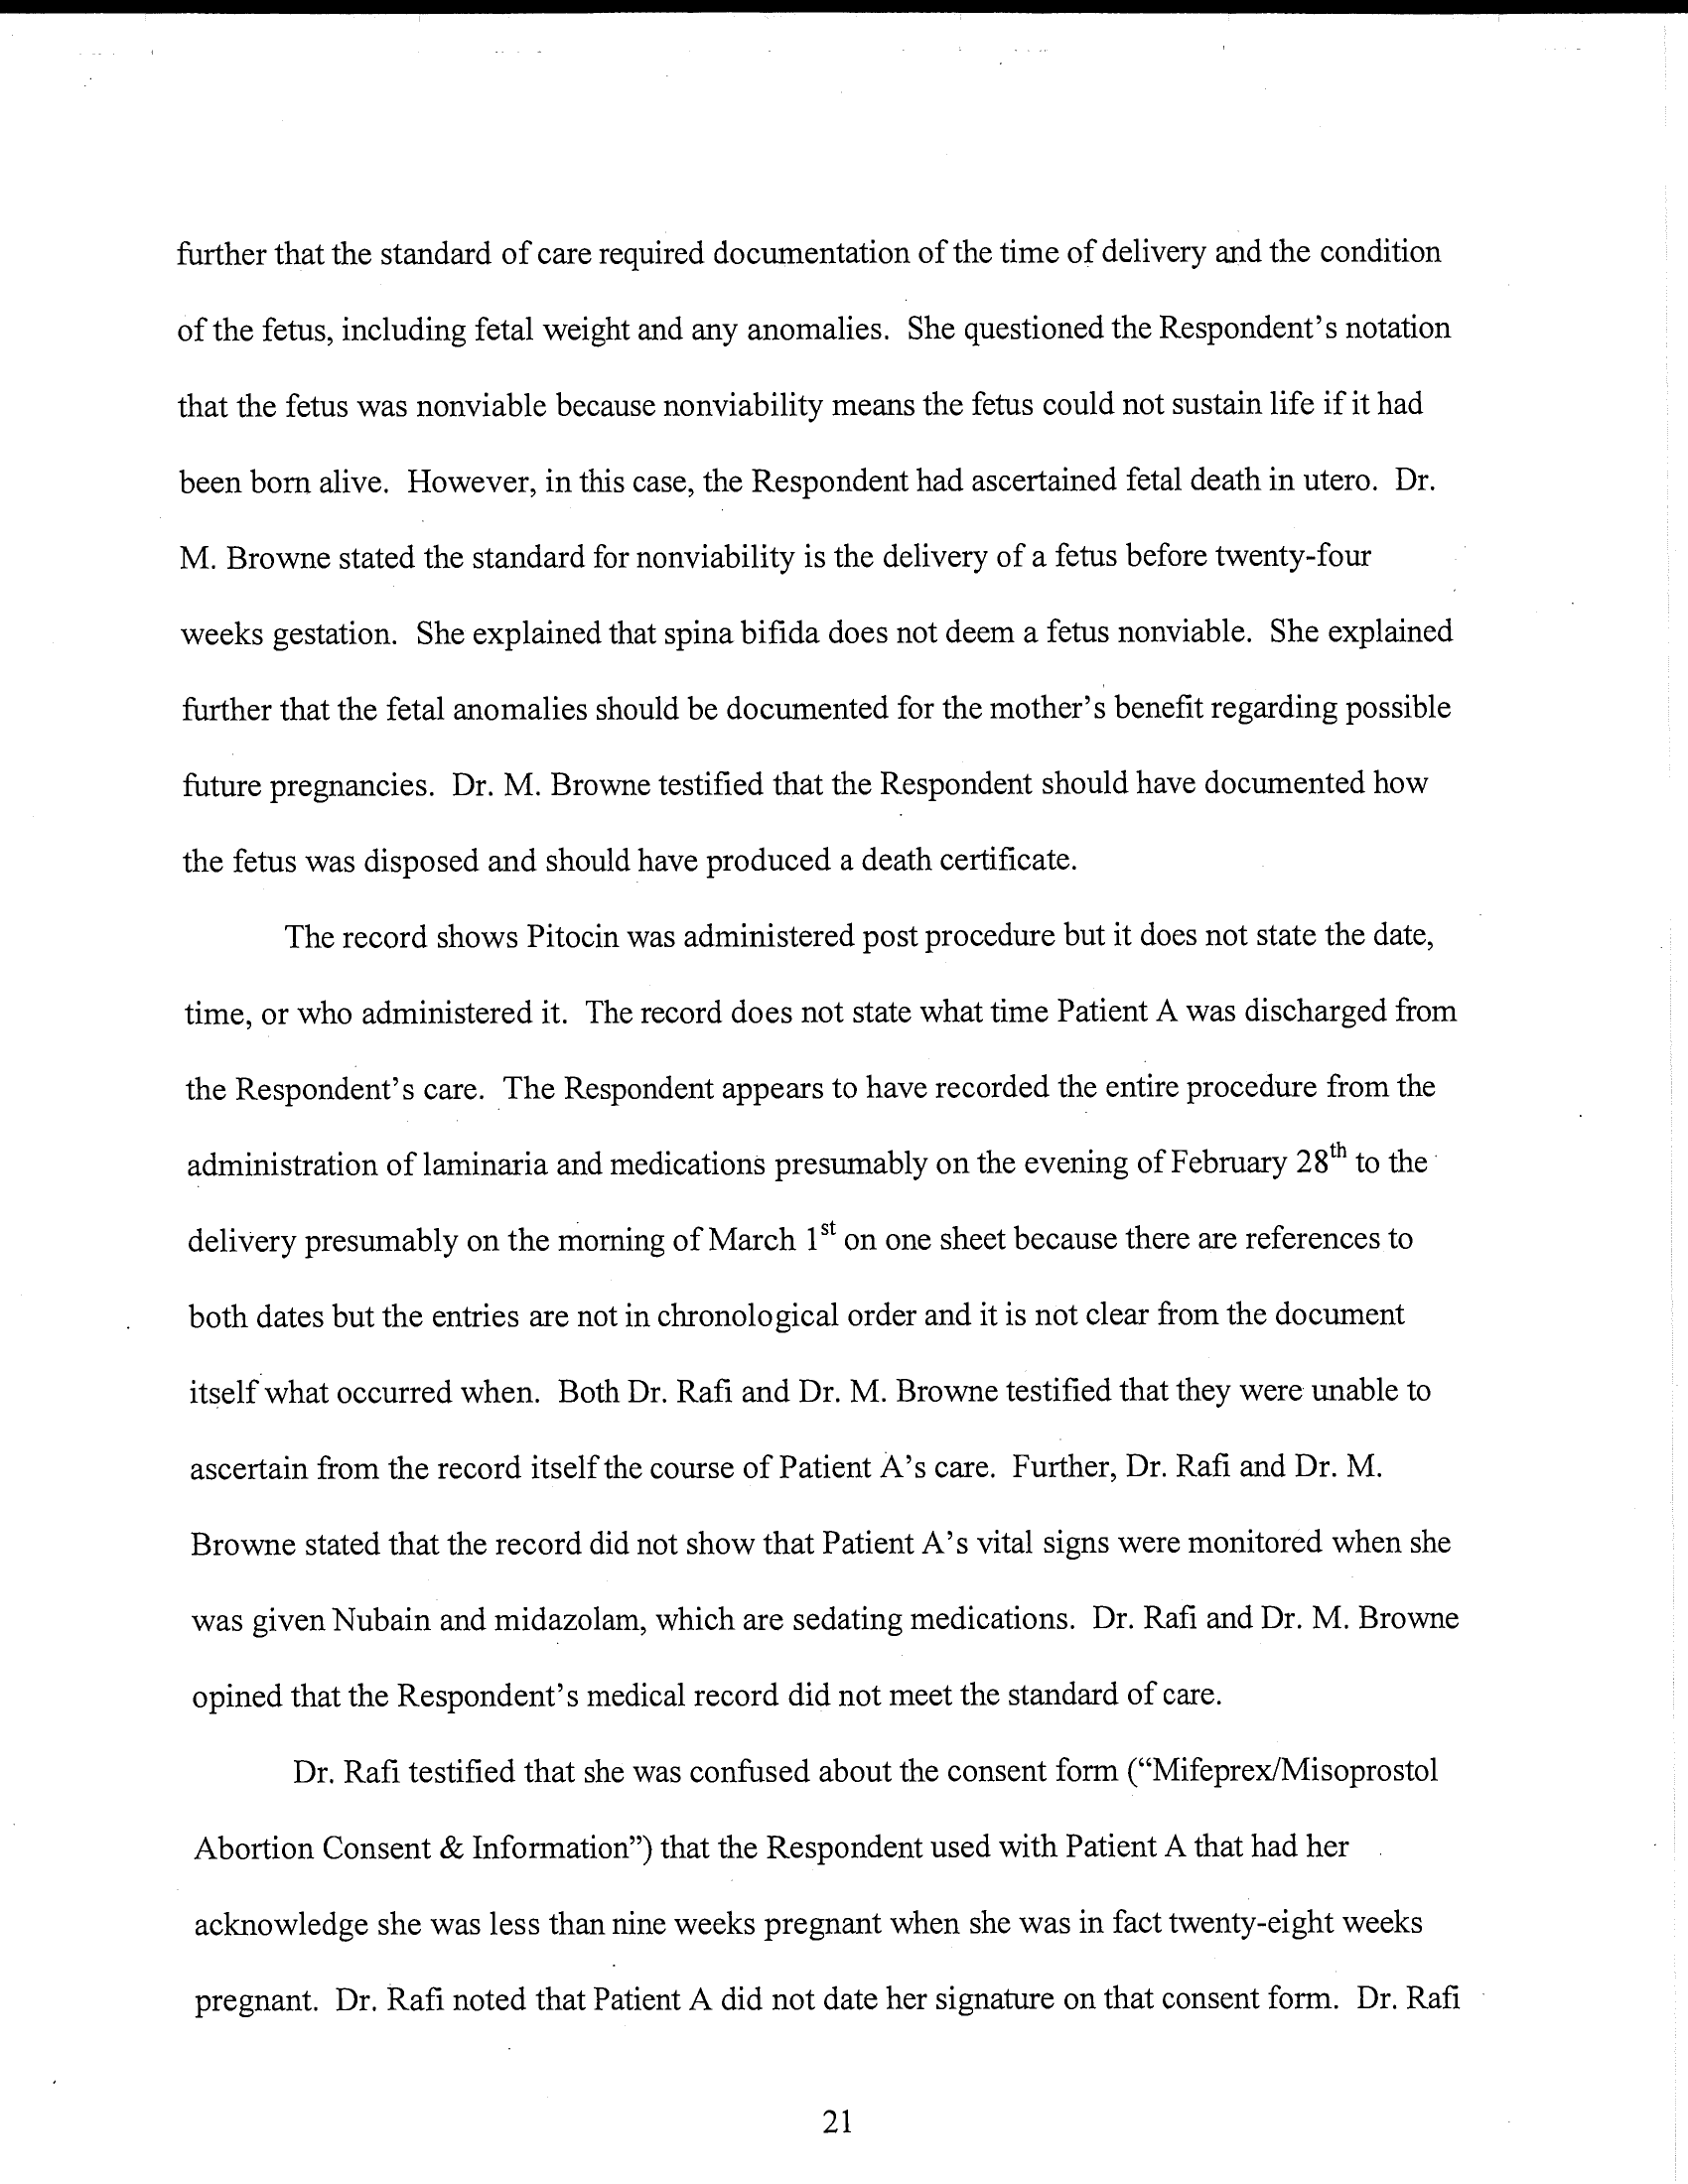 further that the standard of care required documentation of the time of delivery and the condition
of the fetus, including fetal weight and any anomalies. She questioned the Respondent's notation
that the fetus was nonviable because nonviability means the fetus could not sustain life if it had
been born alive. However, in this case, the Respondent had ascertained fetal death in utero. Dr.
M. Browne stated the standard for nonviability is the delivery of a fetus before twenty-four
weeks gestation. She explained that spina bifida does not deem a fetus nonviable. She explained
further that the fetal anomalies should be documented for the mother's benefit regarding possible
future pregnancies. Dr. M. Browne testified that the Respondent should have documented how
the fetus was disposed and should have produced a death certificate.
The record shows Pitocin was administered post procedure but it does not state the date,
time, or who administered it. The record does not state what time Patient A was discharged from
the Respondent's care. The Respondent appears to have recorded the entire procedure from the
administration of laminaria and medications presumably on the evening of February 28th to the
delivery presumably on the morning of March 1st on one sheet because there are references to
both dates but the entries are not in chronological order and it is not clear from the document
itself what occurred when. Both Dr. Rafi and Dr. M. Browne testified that they were unable to
ascertain from the record itself the course of Patient A's care. Further, Dr. Rafi and Dr. M.
Browne stated that the record did not show that Patient A's vital signs were monitored when she
was given Nubain and midazolam, which are sedating medications. Dr. Rafi and Dr. M. Browne
opined that the Respondent's medical record did not meet the standard of care.
Dr. Rafi testified that she was confused about the consent form ("Mifeprex/Misoprostol
Abortion Consent & Information") that the Respondent used with Patient A that had her
acknowledge she was less than nine weeks pregnant when she was in fact twenty-eight weeks
pregnant. Dr. Rafi noted that Patient A did not date her signature on that consent form. Dr. Rafi
21